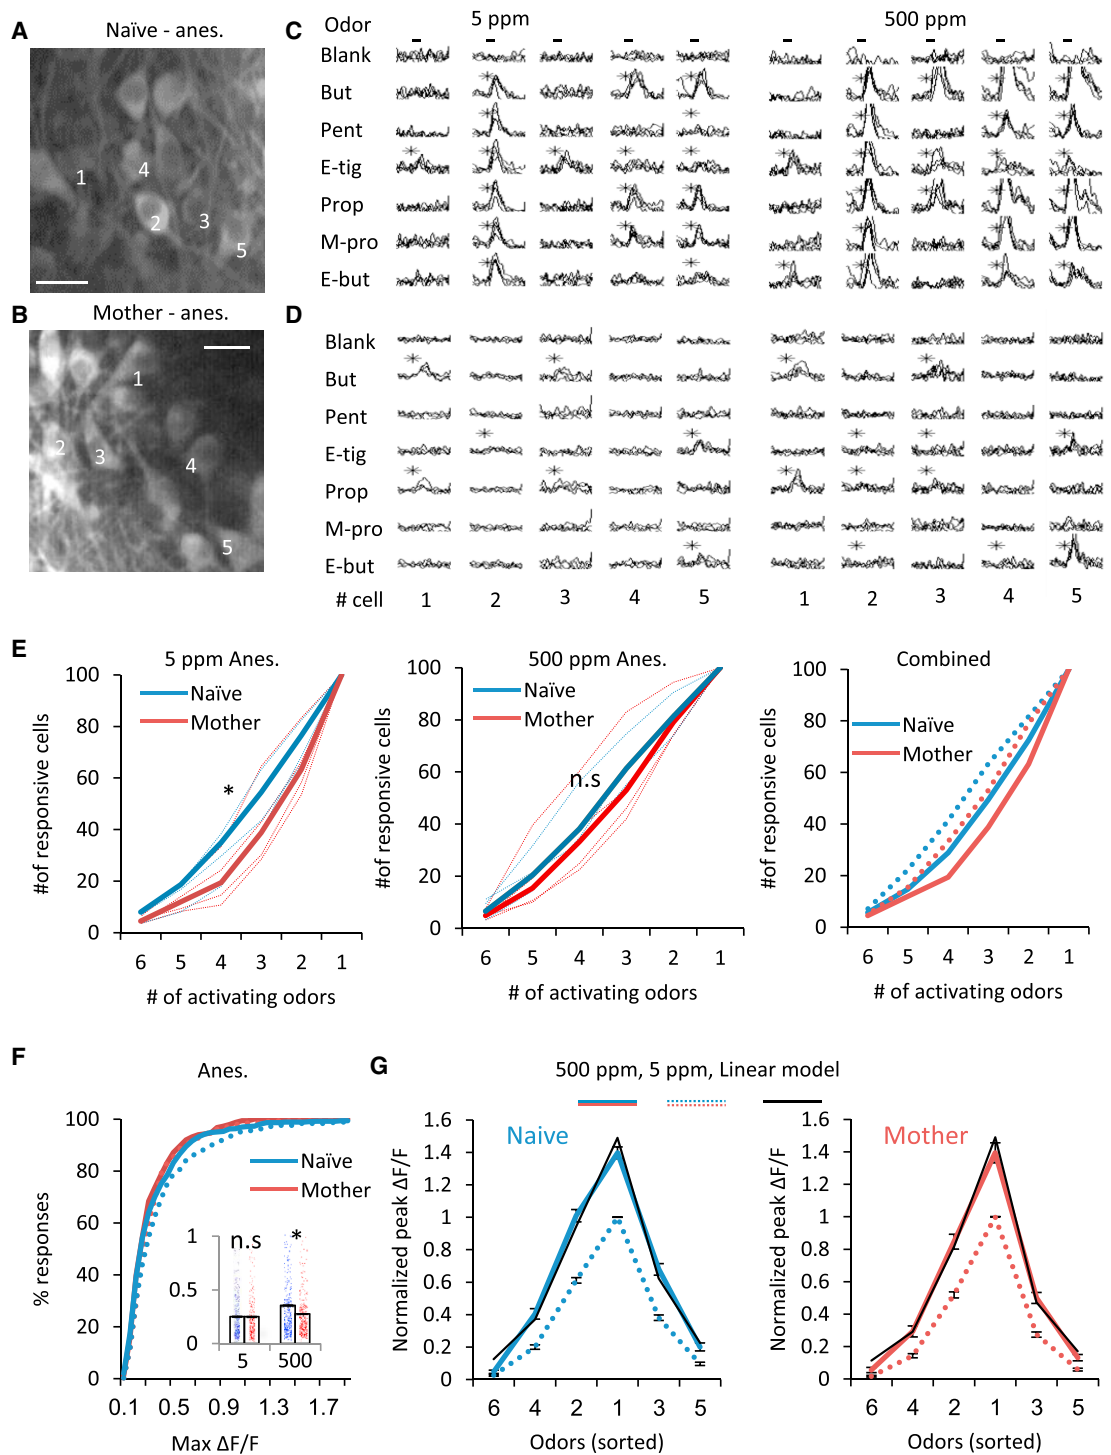 A Naïve - anes.
1
4
2
3
5
B Mother - anes.
1
2
3
4
5
C Odor 5 ppm 500 ppm
Blank
But
Pent
E-tig
Prop
M-pro
E-but
D
Blank
But
Pent
E-tig
Prop
M-pro
E-but
# cell 1 2 3 4 5 1 2 3 4 5
E
5 ppm Anes.
Naïve
Mother
*
#of responsive cells
100
80
60
40
20
0
6 5 4 3 2 1
# of activating odors
500 ppm Anes.
Naïve
Mother
n.s
#of responsive cells
100
80
60
40
20
0
6 5 4 3 2 1
# of activating odors
Combined
Naïve
Mother
#of responsive cells
100
80
60
40
20
0
6 5 4 3 2 1
# of activating odors
F
Anes.
Naïve
Mother
% responses
100
80
60
40
20
0
0.1 0.5 0.9 1.3 1.7
Max ΔF/F
n.s *
1
0.5
0
5 500
G
500 ppm, 5 ppm, Linear model
Naive
Normalized peak ΔF/F
1.6
1.4
1.2
1
0.8
0.6
0.4
0.2
0
6 4 2 1 3 5
Odors (sorted)
Mother
Normalized peak ΔF/F
1.6
1.4
1.2
1
0.8
0.6
0.4
0.2
0
6 4 2 1 3 5
Odors (sorted)